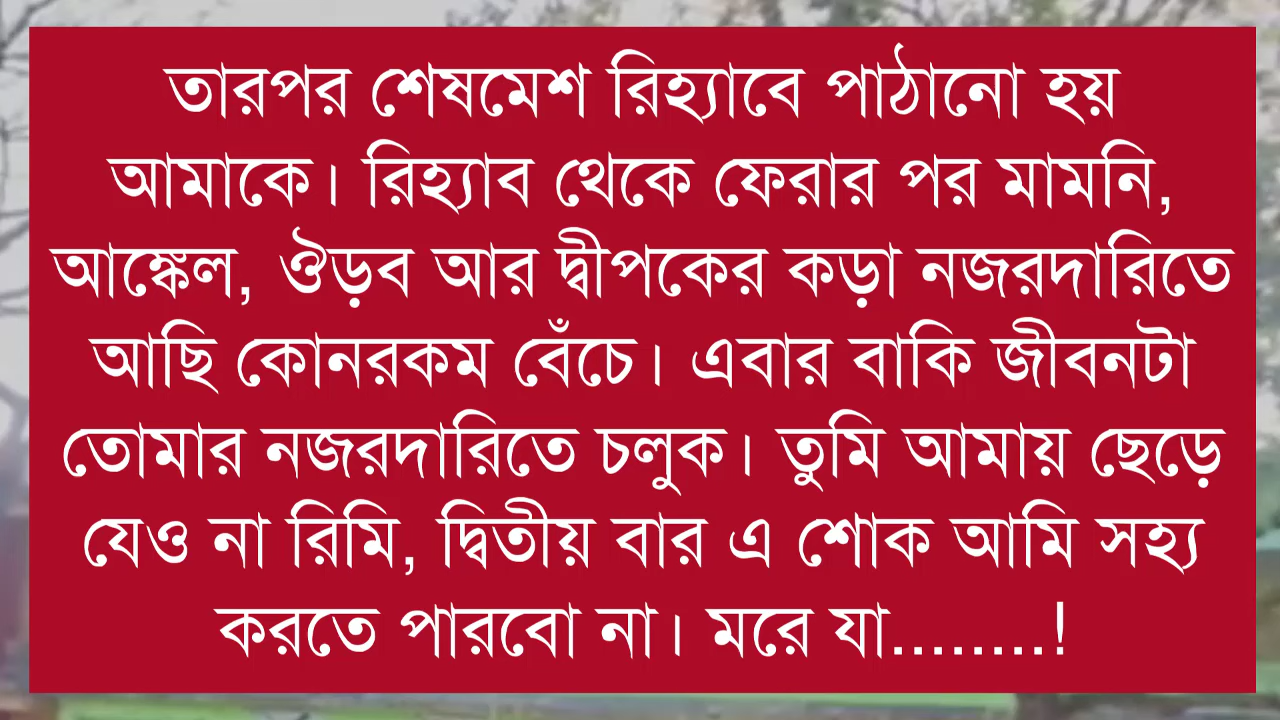 তারপর শেষমেশ রিহ্যাবে পাঠানো হয়
আমাকে। রিহ্যাব থেকে ফেরার পর মামনি,
আঙ্কেল, ঔড়ব আর দ্বীপকের কড়া নজরদারিতে
আছি কোনরকম বেঁচে। এবার বাকি জীবনটা
তোমার নজরদারিতে চলুক। তুমি আমায় ছেড়ে
যেও না রিমি, দ্বিতীয় বার এ শোক আমি সহ্য
করতে পারবো না। মরে যা........!